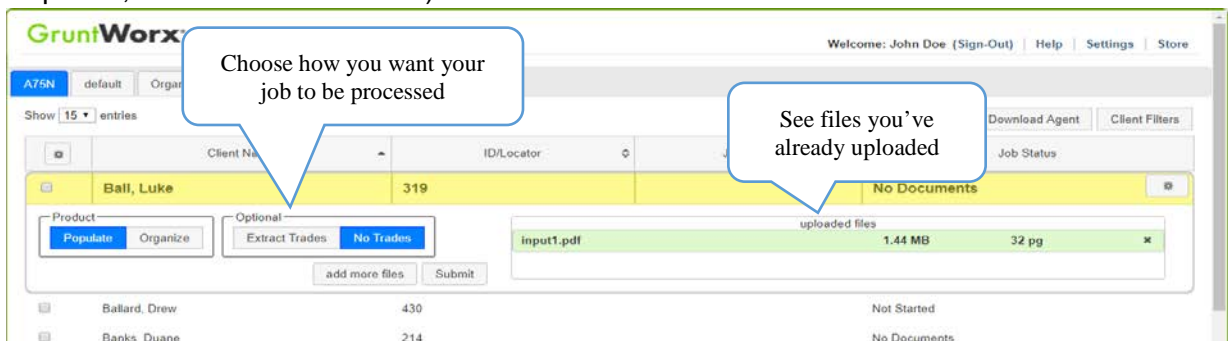 GruntWorx
Welcome: John Doe (Sign-Out) | Help | Settings | Store
Choose how you want your
job to be processed
See files you've
already uploaded
A75N default Organ
Show 15 entries
Download Agent Client Filters
Client Na ID/Locator J Job Status
Ball, Luke 319 No Documents
Product Optional
Populate Organize Extract Trades No Trades
uploaded files
input1.pdf 1.44 MB 32 pg
add more files Submit
Ballard, Drew 430 Not Started
Banks, Duane 214 No Documents